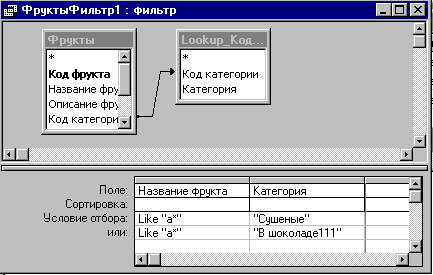 ФруктыФильтр1 : фильтр
Фрукты
*
Код фрукта
Название фру
Описание фру
Код категори
Lookup_Код...
*
Код категории
Категория
Поле: Название фрукта Категория
Сортировка:
Условие отбора: Like "а*" "Сушеные"
или: Like "а*" "В шоколаде111"